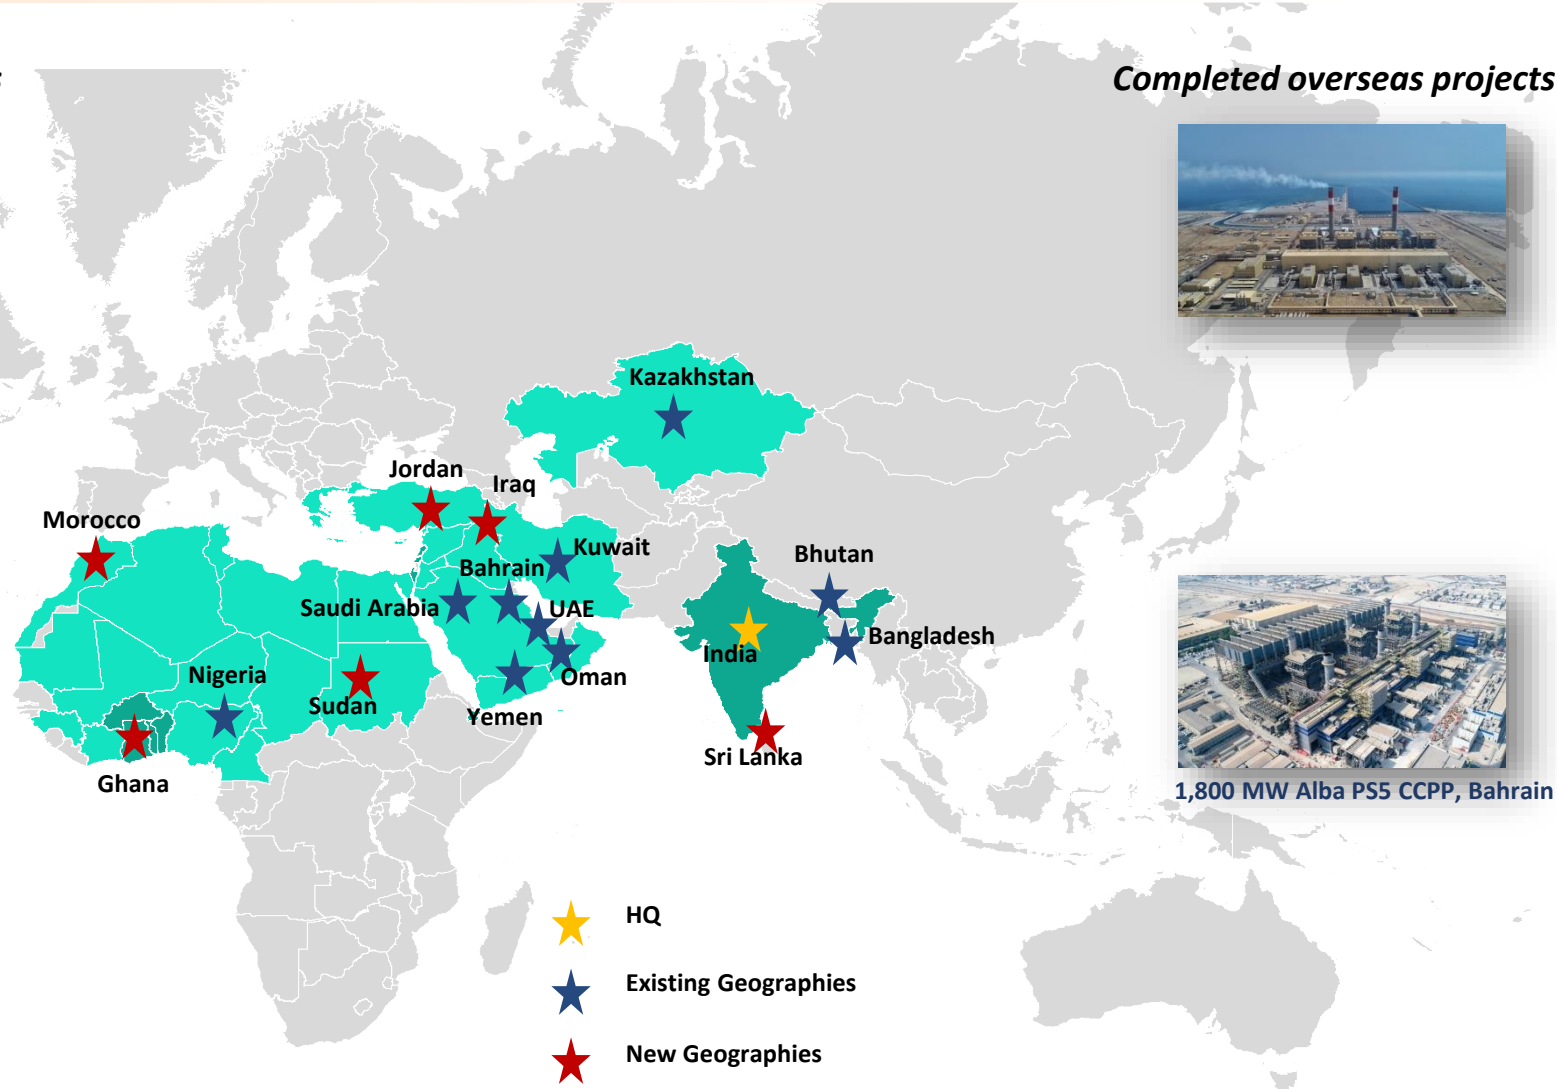 s
Completed overseas projects
Kazakhstan
Jordan
Iraq
Morocco
Kuwait
Bhutan
Bahrain
Saudi Arabia
UAE
Bangladesh
India
Nigeria
Oman
Sudan
Yemen
Sri Lanka
Ghana
1,800 MW Alba PS5 CCPP, Bahrain
HQ
Existing Geographies
New Geographies